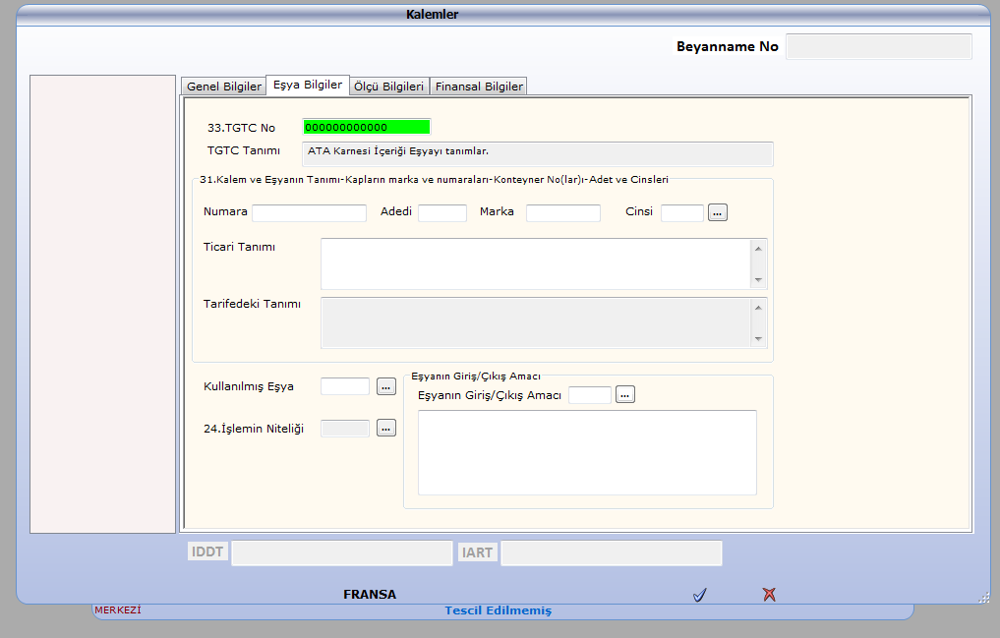 Kalemler
Beyanname No
Genel Bilgiler Eşya Bilgiler Ölçü Bilgileri Finansal Bilgiler
33.TGTC No 000000000000
TGTC Tanımı ATA Karnesi İçeriği Eşyayı tanımlar.
31.Kalem ve Eşyanın Tanımı-Kapların marka ve numaraları-Konteyner No(lar)ı-Adet ve Cinsleri
Numara Adedi Marka Cinsi ...
Ticari Tanımı
Tarifedeki Tanımı
Eşyanın Giriş/Çıkış Amacı
Kullanılmış Eşya ... Eşyanın Giriş/Çıkış Amacı ...
24.İşlemin Niteliği ...
IDDT IART
FRANSA
MERKEZİ Tescil Edilmemiş